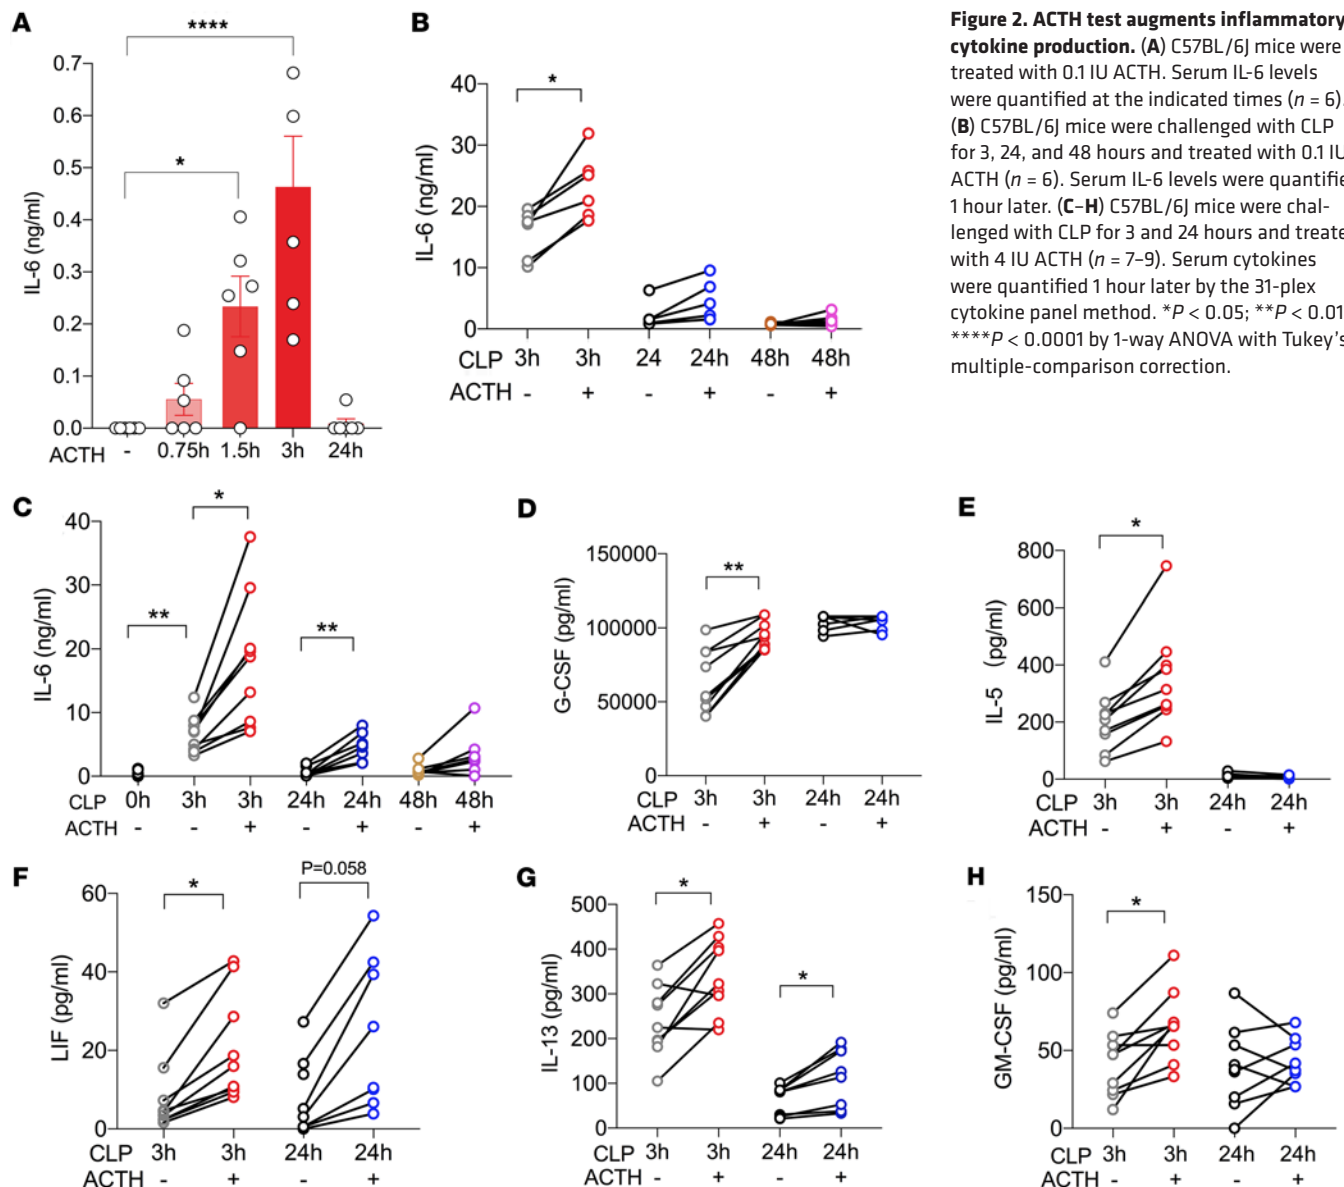 A
****
*
0.7
0.6
0.5
0.4
0.3
0.2
0.1
0.0
IL-6 (ng/ml)
ACTH - 0.75h 1.5h 3h 24h
B
*
40
30
20
10
0
IL-6 (ng/ml)
CLP 3h 3h 24 24h 48h 48h
ACTH - + - + - +
Figure 2. ACTH test augments inflammatory
cytokine production. (A) C57BL/6J mice were
treated with 0.1 IU ACTH. Serum IL-6 levels
were quantified at the indicated times (n = 6).
(B) C57BL/6J mice were challenged with CLP
for 3, 24, and 48 hours and treated with 0.1 IU
ACTH (n = 6). Serum IL-6 levels were quantifie
1 hour later. (C–H) C57BL/6J mice were chal-
lenged with CLP for 3 and 24 hours and treate
with 4 IU ACTH (n = 7–9). Serum cytokines
were quantified 1 hour later by the 31-plex
cytokine panel method. *P < 0.05; **P < 0.01
****P < 0.0001 by 1-way ANOVA with Tukey's
multiple-comparison correction.
C
*
**
**
40
30
20
10
0
IL-6 (ng/ml)
CLP 0h 3h 3h 24h 24h 48h 48h
ACTH - - + - + - +
D
**
150000
100000
50000
0
G-CSF (pg/ml)
CLP 3h 3h 24h 24h
ACTH - + - +
E
*
800
600
400
200
0
IL-5 (pg/ml)
CLP 3h 3h 24h 24h
ACTH - + - +
F
*
P=0.058
60
40
20
0
LIF (pg/ml)
CLP 3h 3h 24h 24h
ACTH - + - +
G
*
*
500
400
300
200
100
0
IL-13 (pg/ml)
CLP 3h 3h 24h 24h
ACTH - + - +
H
*
150
100
50
0
GM-CSF (pg/ml)
CLP 3h 3h 24h 24h
ACTH - + - +